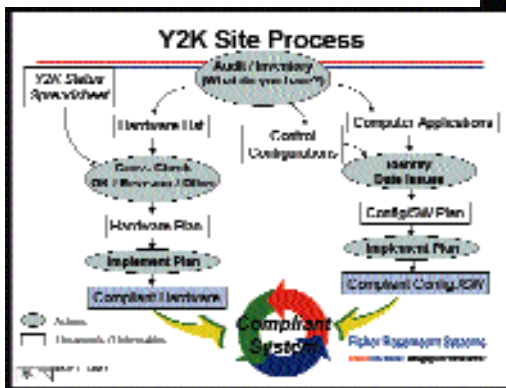 Y2K Site Process
Audit / Inventory
(What do you have?)
Y2K Status
Spreadsheet
Hardware List
Control
Configurations
Computer Applications
Identify
Date Issues
Hardware Plan
Config/SW Plan
Implement Plan
Implement Plan
Compliant Hardware
Compliant Config./SW
Compliant
System
Actions
Fisher Rosemount Systems